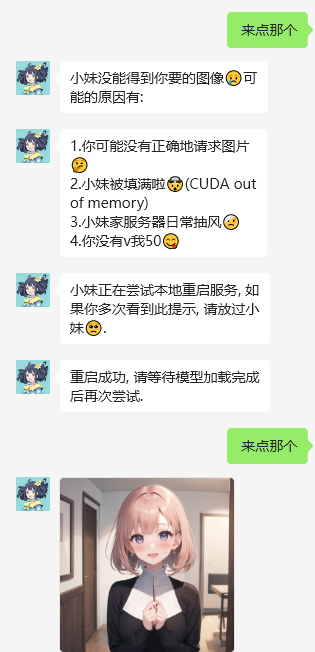 来点那个
小妹没能得到你要的图像😢可
能的原因有:
1.你可能没有正确地请求图片
🤔
2.小妹被填满啦😳(CUDA out
of memory)
3.小妹家服务器日常抽风🤕
4.你没有v我50😋
小妹正在尝试本地重启服务, 如
果你多次看到此提示, 请放过小
妹🥺.
重启成功, 请等待模型加载完成
后再次尝试.
来点那个